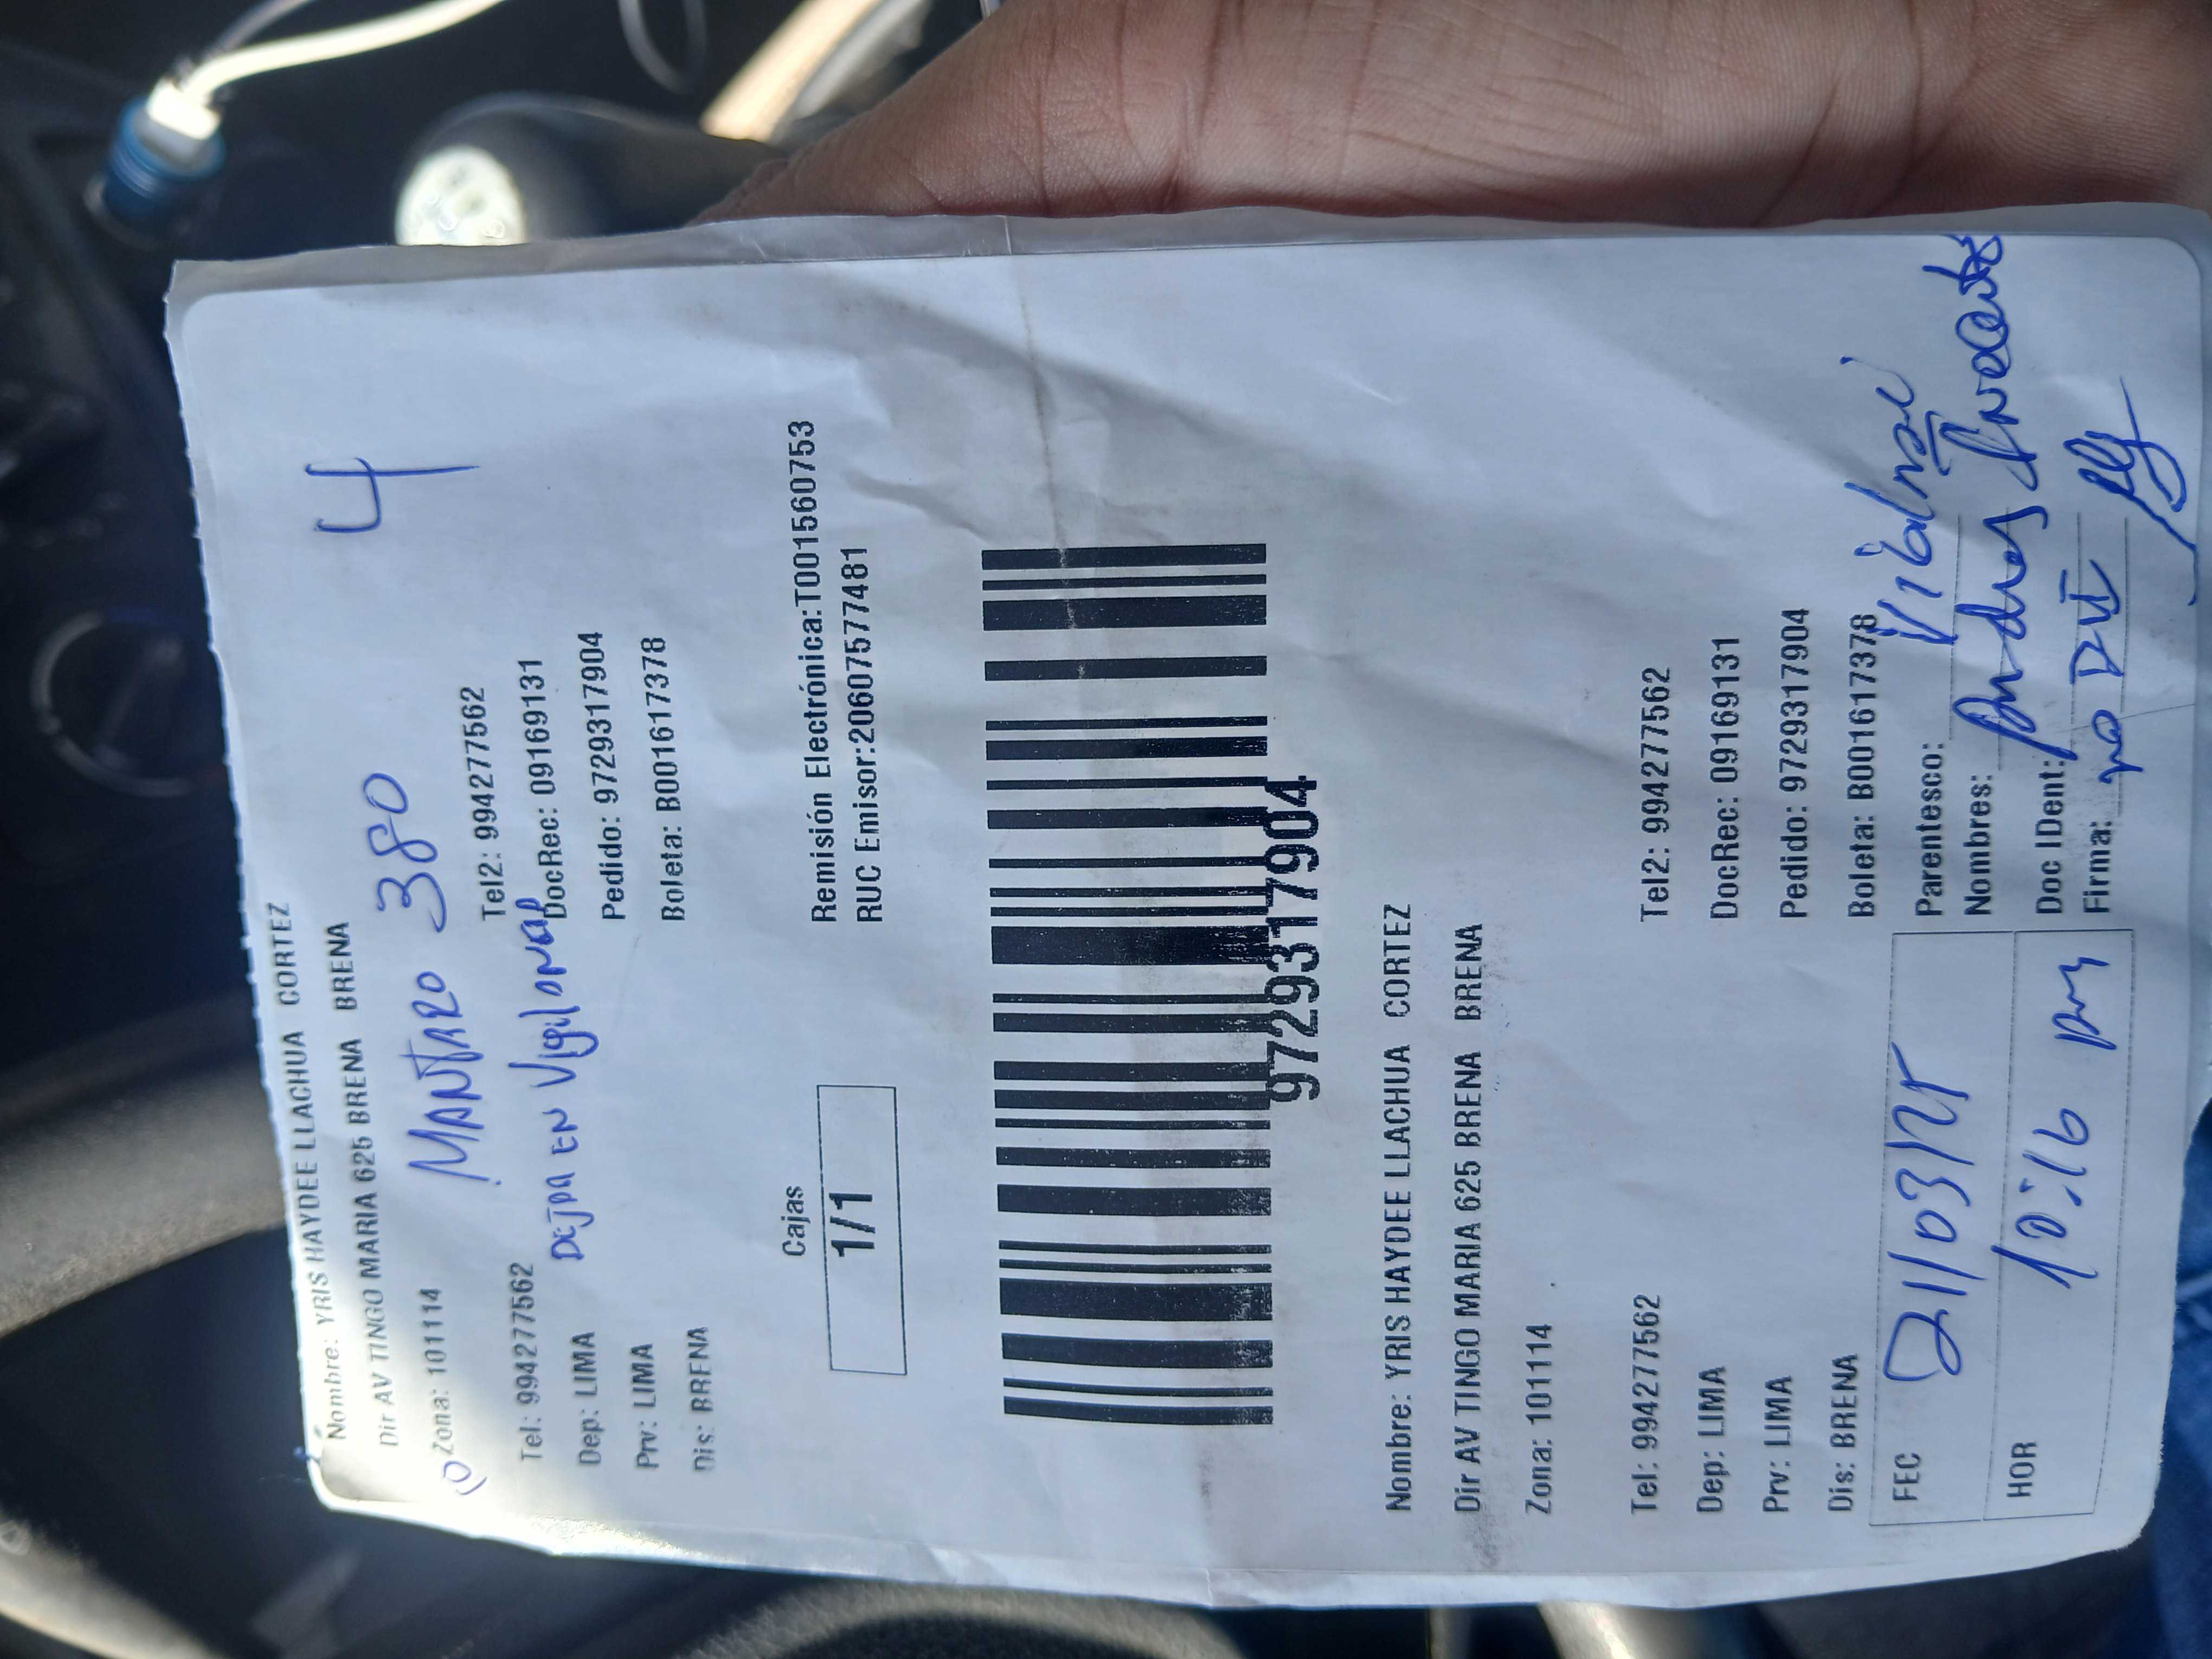 4
Nombre: YRIS HAYDEE LLACHUA CORTEZ
Dir AV TINGO MARIA 625 BRENA BRENA
MANTARO 380
Zona: 101114
Tel: 994277562 Tel2: 994277562
DEJAR EN Vigilancia
Dep: LIMA DocRec: 09169131
Prv: LIMA Pedido: 9729317904
Dis: BRENA Boleta: B001617378
Cajas
1/1
Remisión Electrónica:T001560753
RUC Emisor:20607577481
9729317904
Nombre: YRIS HAYDEE LLACHUA CORTEZ
Dir AV TINGO MARIA 625 BRENA BRENA
Zona: 101114
Tel: 994277562 Tel2: 994277562
Dep: LIMA DocRec: 09169131
Prv: LIMA Pedido: 9729317904
Dis: BRENA Boleta: B001617378
FEC 21/03/25
Parentesco:
Nombres: Andres
HOR 10:16
Doc IDent: no
Firma: